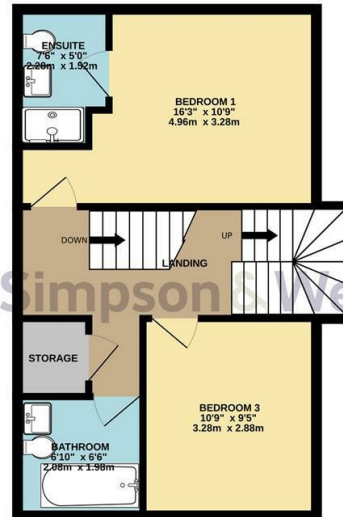 ENSUITE
7'6" x 5'0"
2.28m x 1.52m
BEDROOM 1
16'3" x 10'9"
4.96m x 3.28m
DOWN
UP
LANDING
Simpson & We
STORAGE
BEDROOM 3
10'9" x 9'5"
3.28m x 2.88m
BATHROOM
6'10" x 6'6"
2.08m x 1.98m